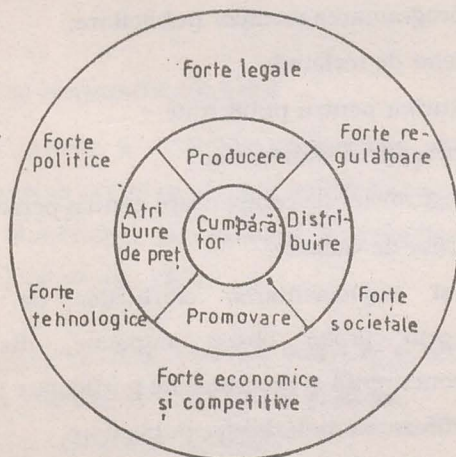 Forte legale
Forte
politice
Forte re-
gulătoare
Producere
Atri
buire
de preț
Cumpără
tor
Distri-
buire
Promovare
Forte
tehnologice
Forte
societale
Forte economice
și competitive